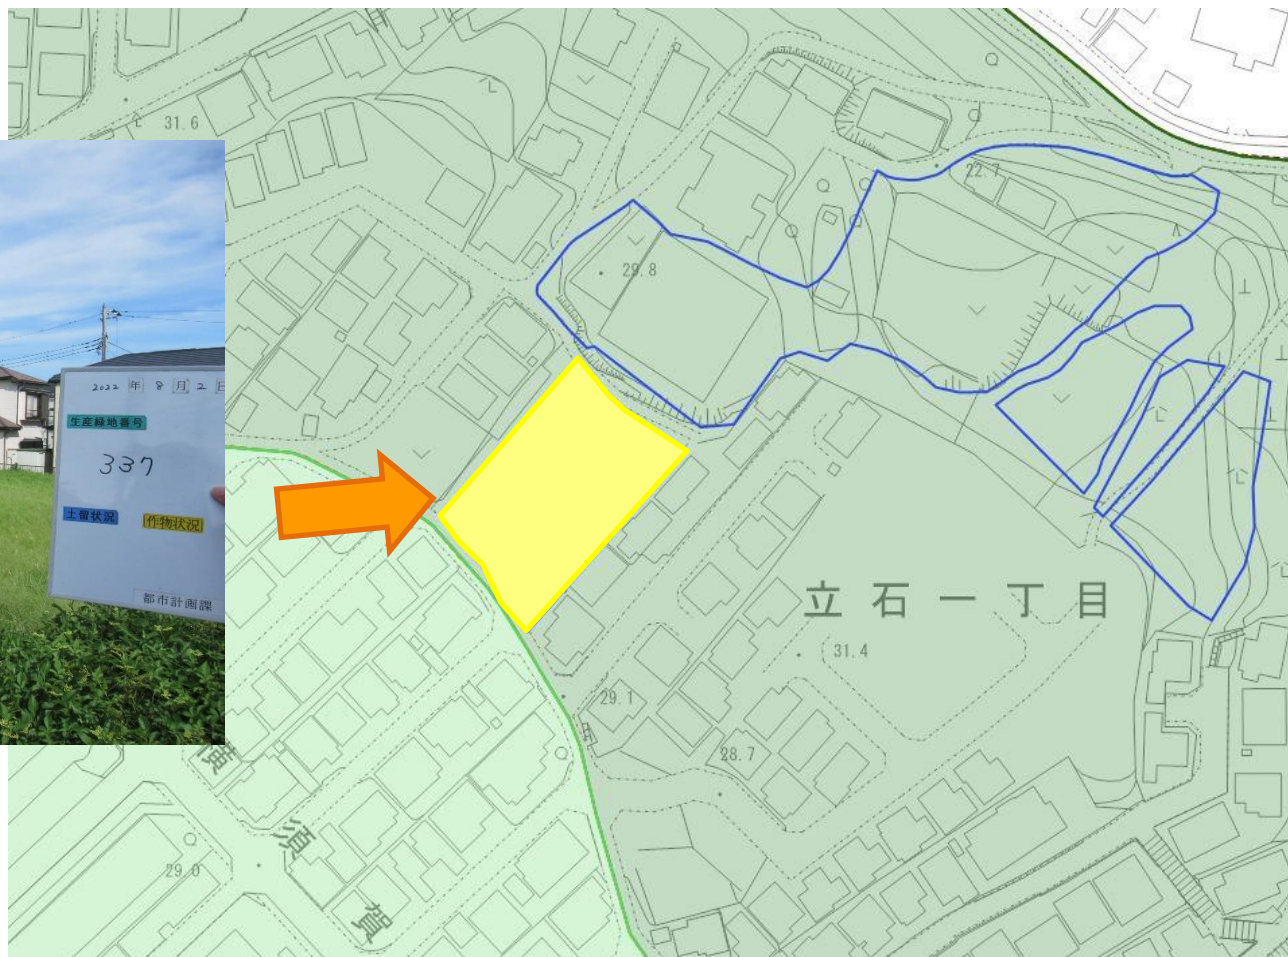 31.6
22.7
29.8
2022 年 8 月 2 日
生産緑地番号
337
土留状況 作物状況
都市計画課
立石一丁目
31.4
29.1
28.7
横須賀
29.0